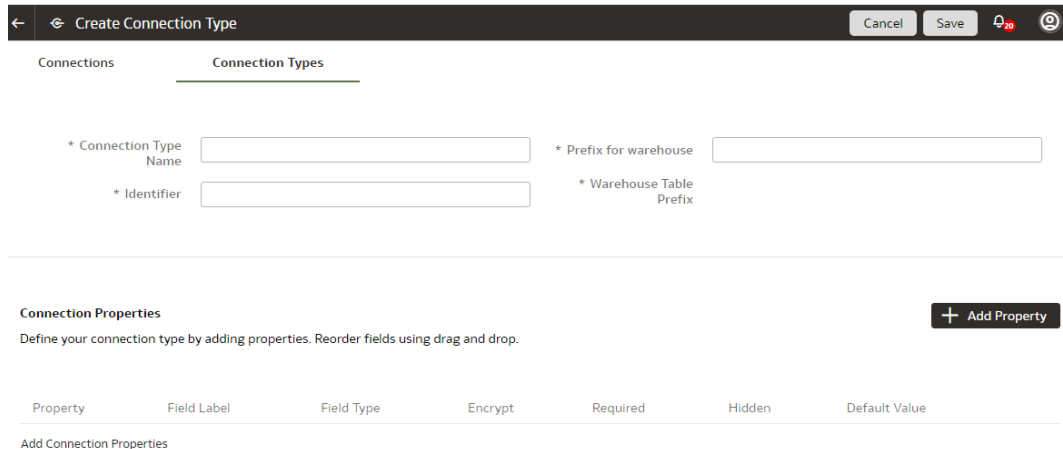 Create Connection Type
Cancel
Save
20
Connections
Connection Types
* Connection Type
Name
* Prefix for warehouse
* Identifier
* Warehouse Table
Prefix
Connection Properties
+ Add Property
Define your connection type by adding properties. Reorder fields using drag and drop.
Property Field Label Field Type Encrypt Required Hidden Default Value
Add Connection Properties